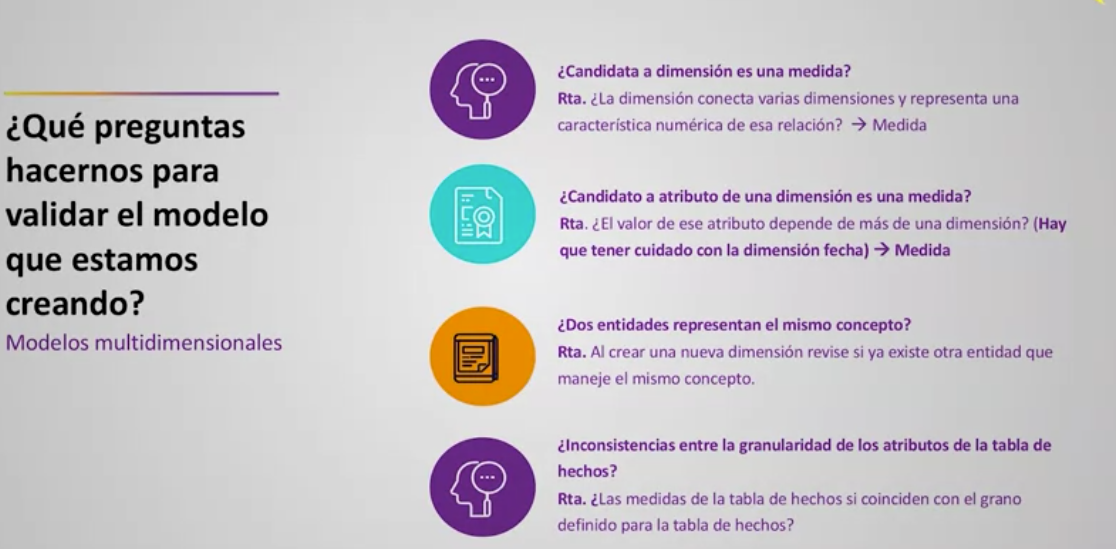 ¿Qué preguntas
hacernos para
validar el modelo
que estamos
creando?
Modelos multidimensionales
¿Candidata a dimensión es una medida?
Rta. ¿La dimensión conecta varias dimensiones y representa una
característica numérica de esa relación? → Medida
¿Candidato a atributo de una dimensión es una medida?
Rta. ¿El valor de ese atributo depende de más de una dimensión? (Hay
que tener cuidado con la dimensión fecha) → Medida
¿Dos entidades representan el mismo concepto?
Rta. Al crear una nueva dimensión revise si ya existe otra entidad que
maneje el mismo concepto.
¿Inconsistencias entre la granularidad de los atributos de la tabla de
hechos?
Rta. ¿Las medidas de la tabla de hechos si coinciden con el grano
definido para la tabla de hechos?